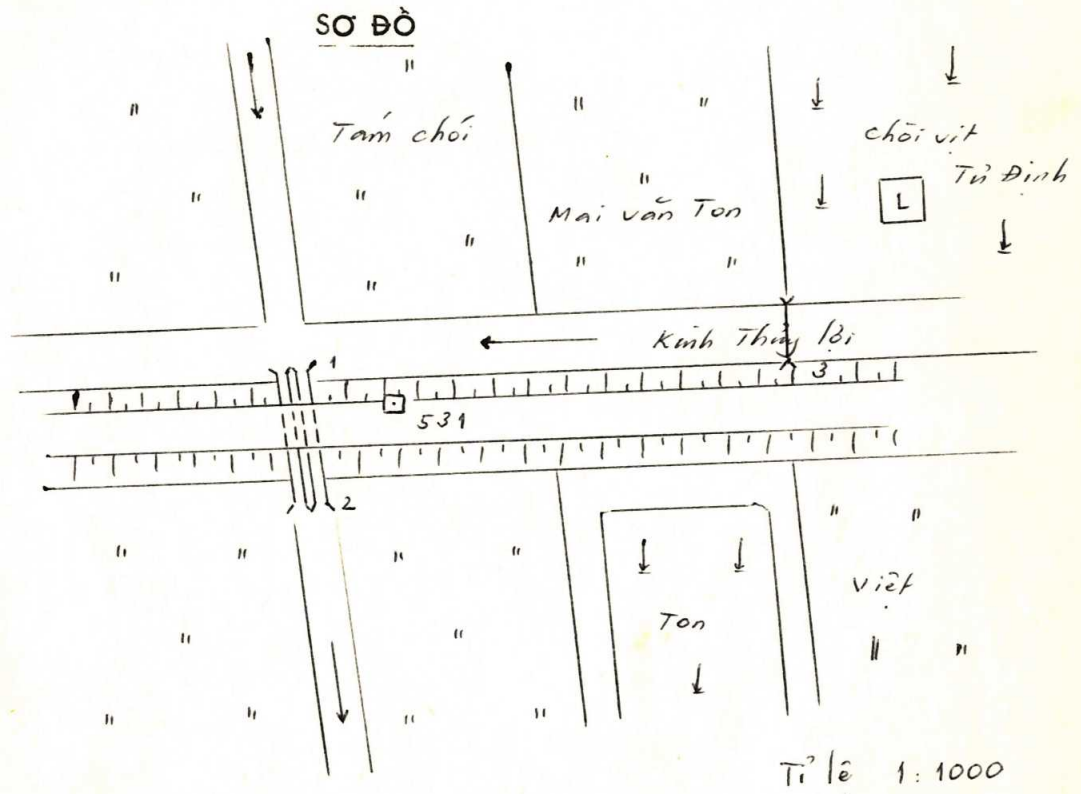 SƠ ĐỒ
Tám chói
chòi vịt
Tử Định
L
Mai văn Ton
Kinh Thủy lợi
1
3
531
2
Việt
Ton
Tỉ lệ 1:1000